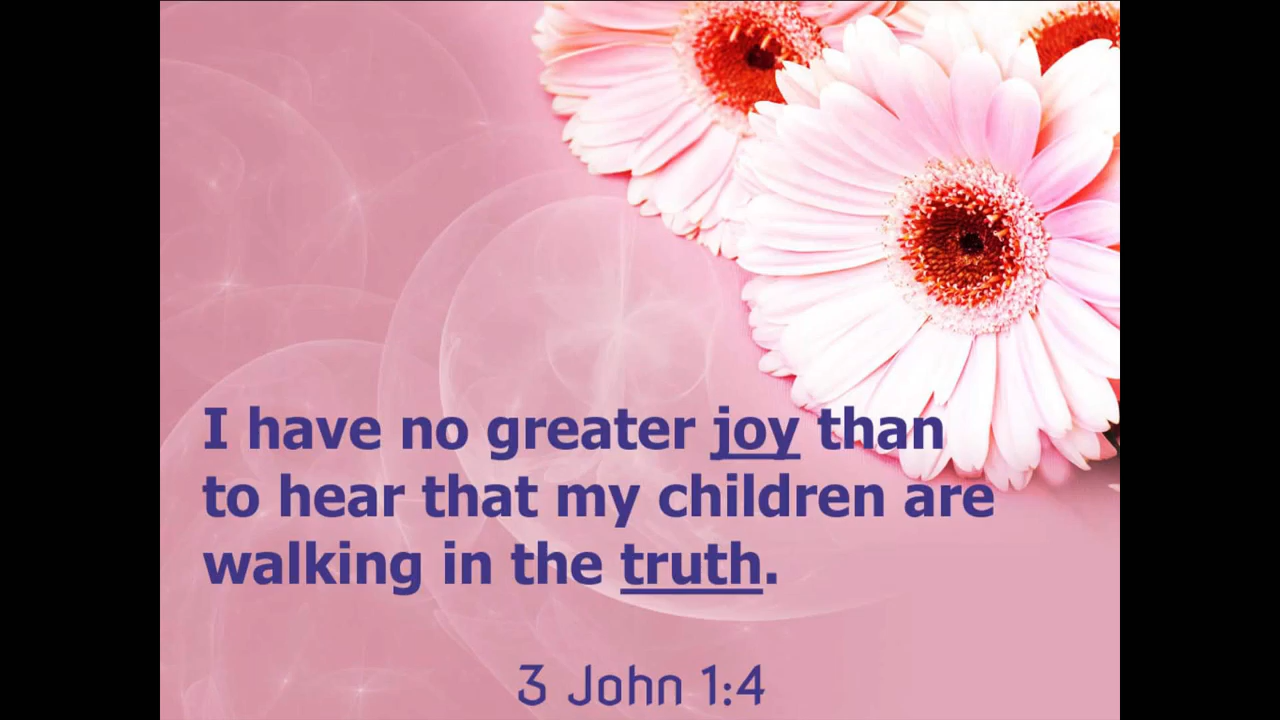 I have no greater joy than
to hear that my children are
walking in the truth.
3 John 1:4